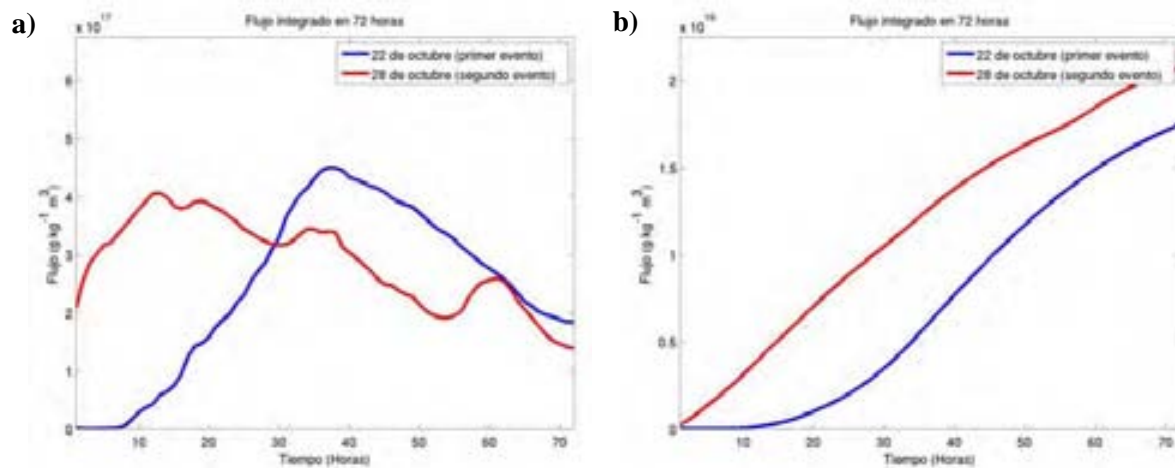 a)
x 10^17
Flujo integrado en 72 horas
22 de octubre (primer evento)
28 de octubre (segundo evento)
Flujo (g kg^-1 m^3)
6
5
4
3
2
1
0
10
20
30
40
50
60
70
Tiempo (Horas)
b)
Flujo integrado en 72 horas
22 de octubre (primer evento)
28 de octubre (segundo evento)
Flujo (g kg^-1 m^3)
2
1.5
1
0.5
0
10
20
30
40
50
60
70
Tiempo (Horas)